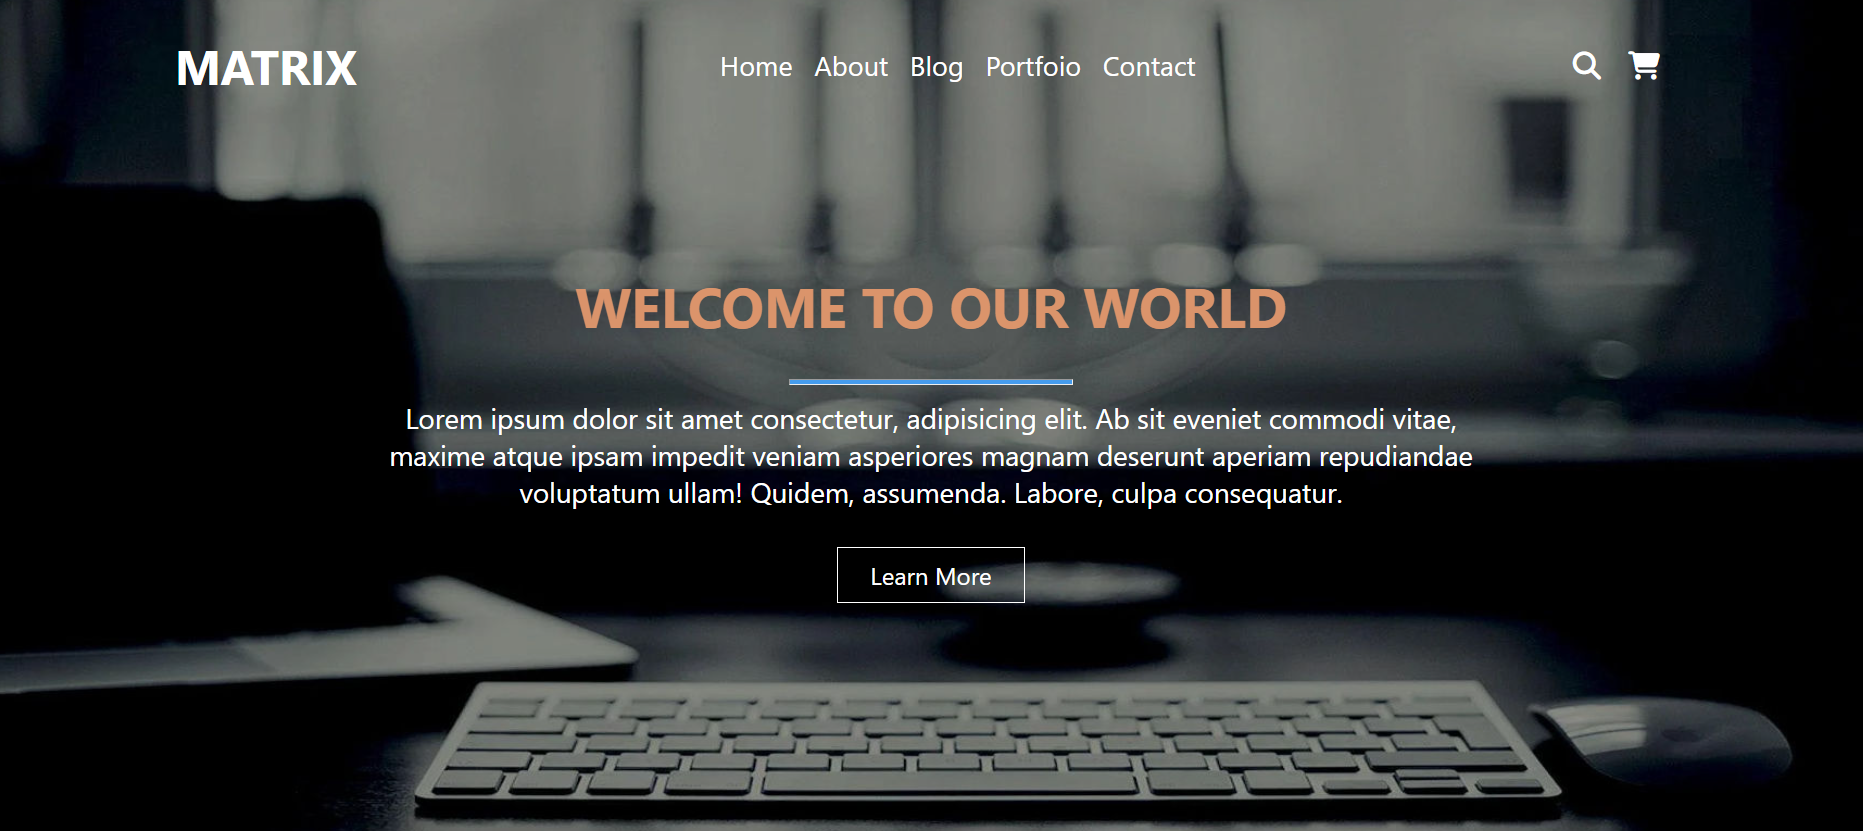 MATRIX
Home About Blog Portfoio Contact
WELCOME TO OUR WORLD
Lorem ipsum dolor sit amet consectetur, adipisicing elit. Ab sit eveniet commodi vitae,
maxime atque ipsam impedit veniam asperiores magnam deserunt aperiam repudiandae
voluptatum ullam! Quidem, assumenda. Labore, culpa consequatur.
Learn More